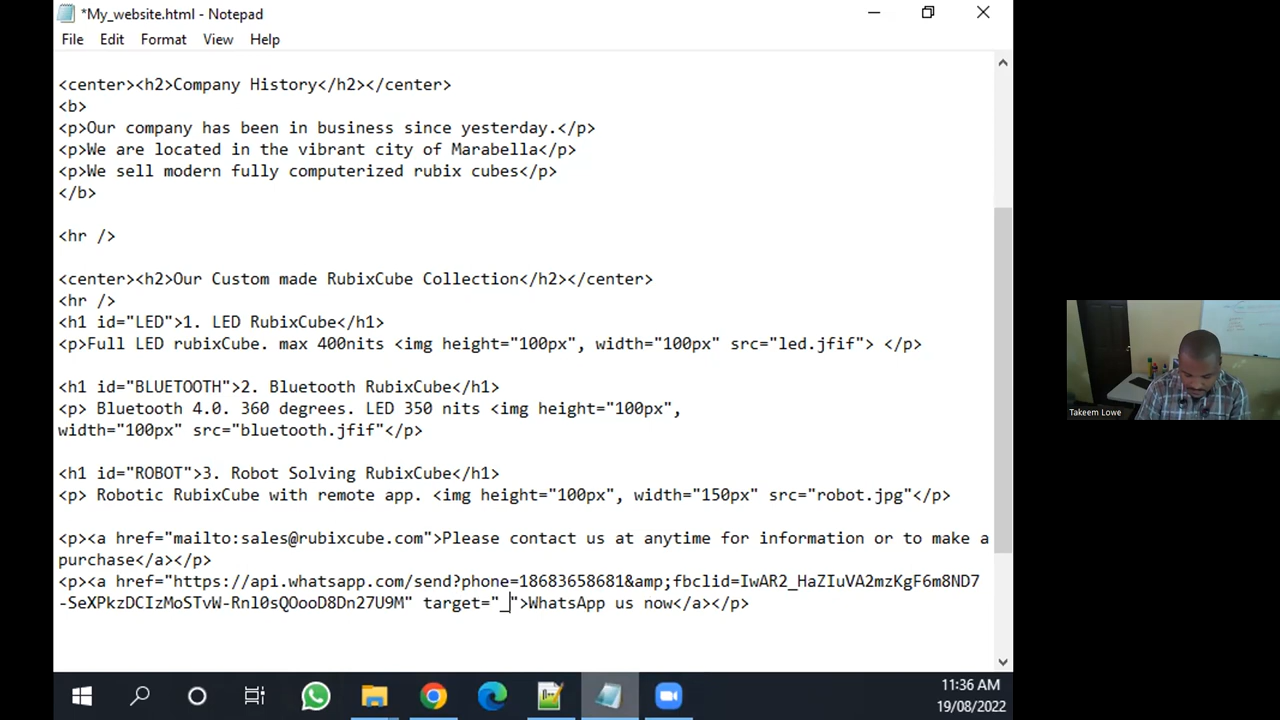 *My_website.html - Notepad
File Edit Format View Help
<center><h2>Company History</h2></center>
<b>
<p>Our company has been in business since yesterday.</p>
<p>We are located in the vibrant city of Marabella</p>
<p>We sell modern fully computerized rubix cubes</p>
</b>
<hr />
<center><h2>Our Custom made RubixCube Collection</h2></center>
<hr />
<h1 id="LED">1. LED RubixCube</h1>
<p>Full LED rubixCube. max 400nits <img height="100px", width="100px" src="led.jfif"> </p>
<h1 id="BLUETOOTH">2. Bluetooth RubixCube</h1>
<p> Bluetooth 4.0. 360 degrees. LED 350 nits <img height="100px",
width="100px" src="bluetooth.jfif"</p>
<h1 id="ROBOT">3. Robot Solving RubixCube</h1>
<p> Robotic RubixCube with remote app. <img height="100px", width="150px" src="robot.jpg"</p>
<p><a href="mailto:sales@rubixcube.com">Please contact us at anytime for information or to make a
purchase</a></p>
<p><a href="https://api.whatsapp.com/send?phone=18683658681&amp;fbclid=IwAR2_HaZIuVA2mzKgF6m8ND7
-SeXPkzDCIzMoSTvW-Rnl0sQOooD8Dn27U9M" target="_">WhatsApp us now</a></p>
Takeem Lowe
11:36 AM
19/08/2022